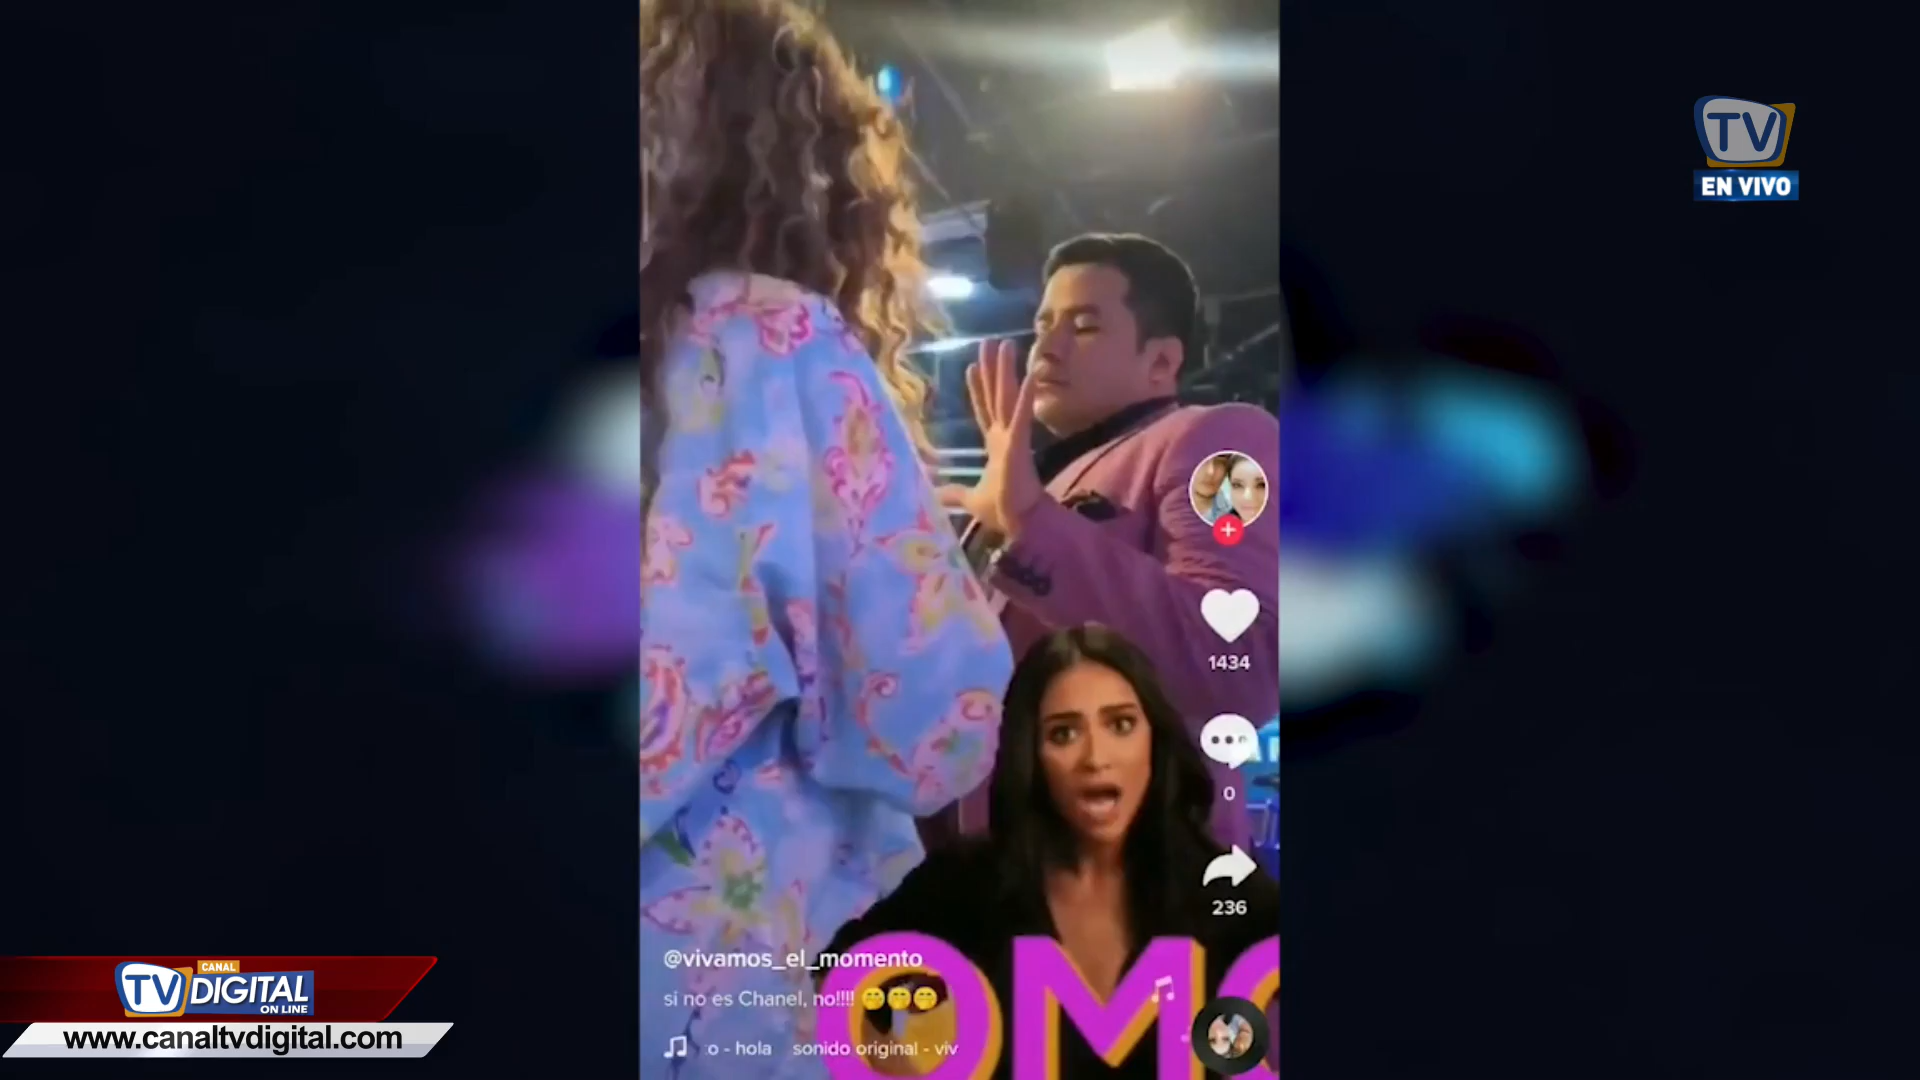 TV
EN VIVO
1434
0
236
OMG
@vivamos_el_momento
si no es Chanel, no!!!!
:o - hola sonido original - viv
CANAL
TV DIGITAL
ON LINE
www.canaltvdigital.com